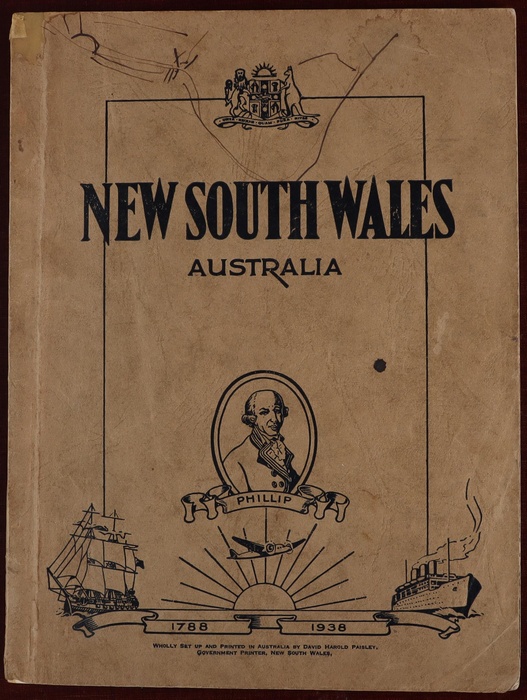 NEW SOUTH WALES
AUSTRALIA
PHILLIP
1788 1938
WHOLLY SET UP AND PRINTED IN AUSTRALIA BY DAVID HAROLD PAISLEY,
GOVERNMENT PRINTER, NEW SOUTH WALES.